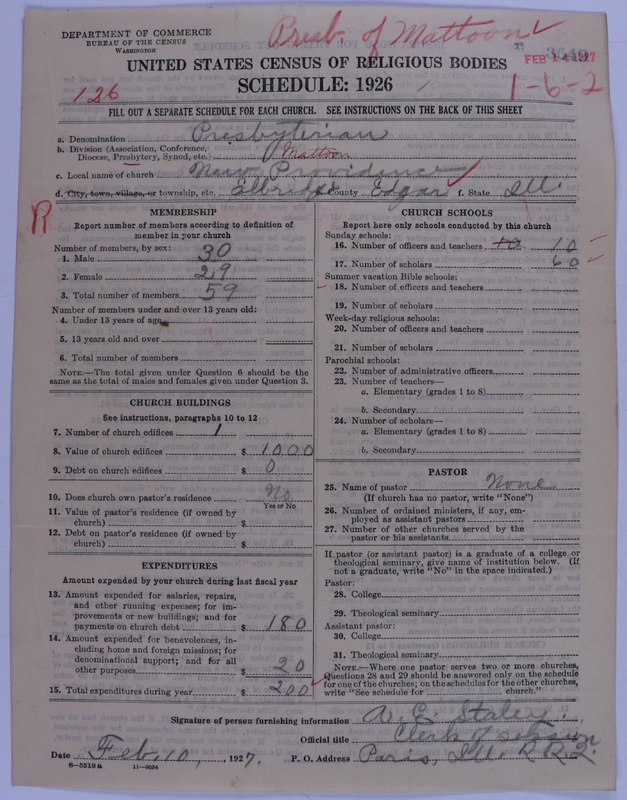 Presb. of Mattoon ✓
DEPARTMENT OF COMMERCE
BUREAU OF THE CENSUS
WASHINGTON
3549
FEB 14 1927
UNITED STATES CENSUS OF RELIGIOUS BODIES
SCHEDULE: 1926
126
1-6-2
FILL OUT A SEPARATE SCHEDULE FOR EACH CHURCH. SEE INSTRUCTIONS ON THE BACK OF THIS SHEET
a. Denomination Presbyterian
b. Division (Association, Conference, Diocese, Presbytery, Synod, etc.) Mattoon
c. Local name of church New Providence
d. City, town, village, or township, etc. Elbridge County Edgar f. State Ill.
R
MEMBERSHIP
Report number of members according to definition of
member in your church
Number of members, by sex:
1. Male 30
2. Female 29
3. Total number of members 59
Number of members under and over 13 years old:
4. Under 13 years of age
5. 13 years old and over
6. Total number of members
NOTE.—The total given under Question 6 should be the
same as the total of males and females given under Question 3.
CHURCH BUILDINGS
See instructions, paragraphs 10 to 12
7. Number of church edifices 1
8. Value of church edifices $ 1000
9. Debt on church edifices $ 0
10. Does church own pastor's residence No
Yes or No
11. Value of pastor's residence (if owned by
church) $
12. Debt on pastor's residence (if owned by
church) $
EXPENDITURES
Amount expended by your church during last fiscal year
13. Amount expended for salaries, repairs,
and other running expenses; for im-
provements or new buildings; and for
payments on church debt $ 180
14. Amount expended for benevolences, in-
cluding home and foreign missions; for
denominational support; and for all
other purposes $ 20
15. Total expenditures during year $ 200
CHURCH SCHOOLS
Report here only schools conducted by this church
Sunday schools:
16. Number of officers and teachers 10 10
17. Number of scholars 60
Summer vacation Bible schools:
18. Number of officers and teachers
19. Number of scholars
Week-day religious schools:
20. Number of officers and teachers
21. Number of scholars
Parochial schools:
22. Number of administrative officers
23. Number of teachers—
a. Elementary (grades 1 to 8)
b. Secondary
24. Number of scholars—
a. Elementary (grades 1 to 8)
b. Secondary
PASTOR
25. Name of pastor None
(If church has no pastor, write "None")
26. Number of ordained ministers, if any, em-
ployed as assistant pastors
27. Number of other churches served by the
pastor or his assistants
If pastor (or assistant pastor) is a graduate of a college or
theological seminary, give name of institution below. (If
not a graduate, write "No" in the space indicated.)
Pastor:
28. College
29. Theological seminary
Assistant pastor:
30. College
31. Theological seminary
NOTE.—Where one pastor serves two or more churches,
Questions 28 and 29 should be answered only on the schedule
for one of the churches; on the schedules for the other churches,
write "See schedule for church."
Signature of person furnishing information A. E. Staley
Official title Clerk of session
Date Feb. 10, 1927. P. O. Address Paris, Ill. R.R.2.
8-5518a 11-9054